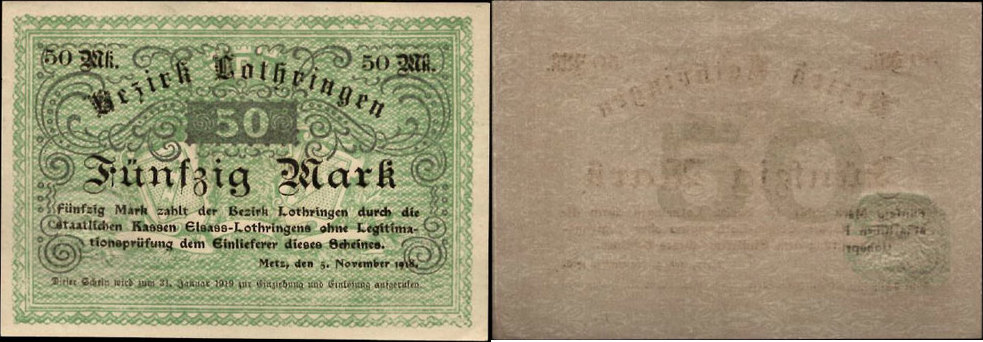 50 Mk. 50 Mk.
Bezirk Lothringen
50
Fünfzig Mark
Fünfzig Mark zahlt der Bezirk Lothringen durch die
staatlichen Kassen Elsass-Lothringens ohne Legitima-
tionsprüfung dem Einlieferer dieses Scheines.
Metz, den 5. November 1918.
Dieser Schein wird zum 31. Januar 1919 zur Einziehung und Einlösung aufgerufen.